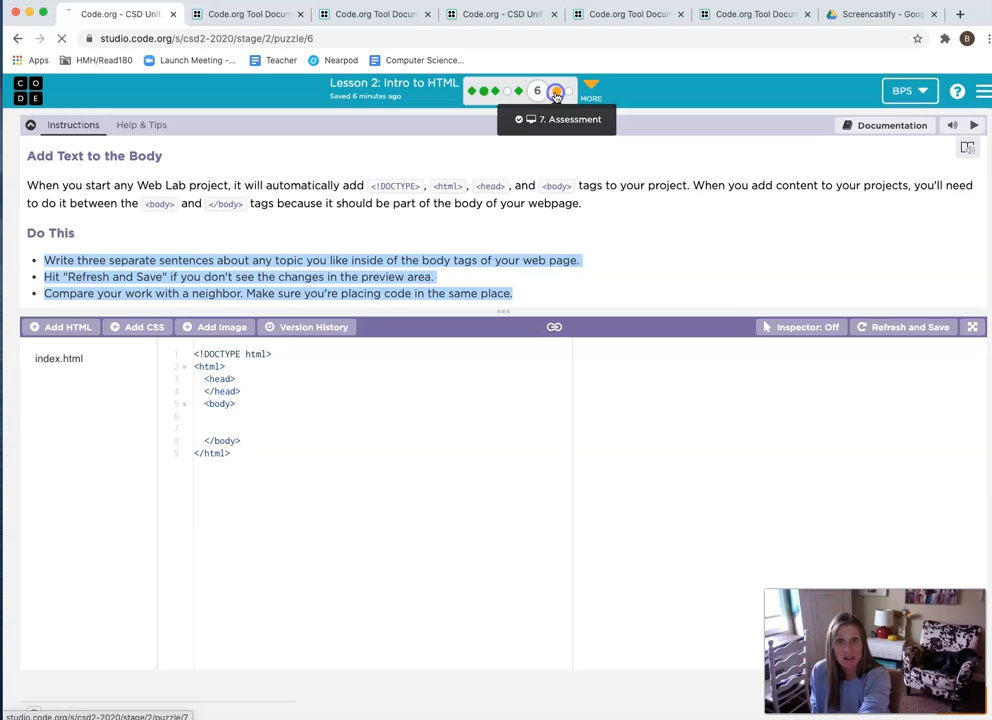 Code.org - CSD Unit
Code.org Tool Docum
Code.org Tool Docum
Code.org - CSD Unit
Code.org Tool Docum
Code.org Tool Docum
Screencastify - Goog
studio.code.org/s/csd2-2020/stage/2/puzzle/6
B
Apps
HMH/Read180
Launch Meeting -...
Teacher
Nearpod
Computer Science...
C O
D E
Lesson 2: Intro to HTML
Saved 6 minutes ago
6
MORE
BPS
?
7. Assessment
Instructions
Help & Tips
Documentation
Add Text to the Body
When you start any Web Lab project, it will automatically add <!DOCTYPE>, <html>, <head>, and <body> tags to your project. When you add content to your projects, you'll need
to do it between the <body> and </body> tags because it should be part of the body of your webpage.
Do This
• Write three separate sentences about any topic you like inside of the body tags of your web page.
• Hit "Refresh and Save" if you don't see the changes in the preview area.
• Compare your work with a neighbor. Make sure you're placing code in the same place.
Add HTML
Add CSS
Add Image
Version History
Inspector: Off
Refresh and Save
index.html
1 <!DOCTYPE html>
2 <html>
3 <head>
4 </head>
5 <body>
6
7
8 </body>
9 </html>
studio.code.org/s/csd2-2020/stage/2/puzzle/7